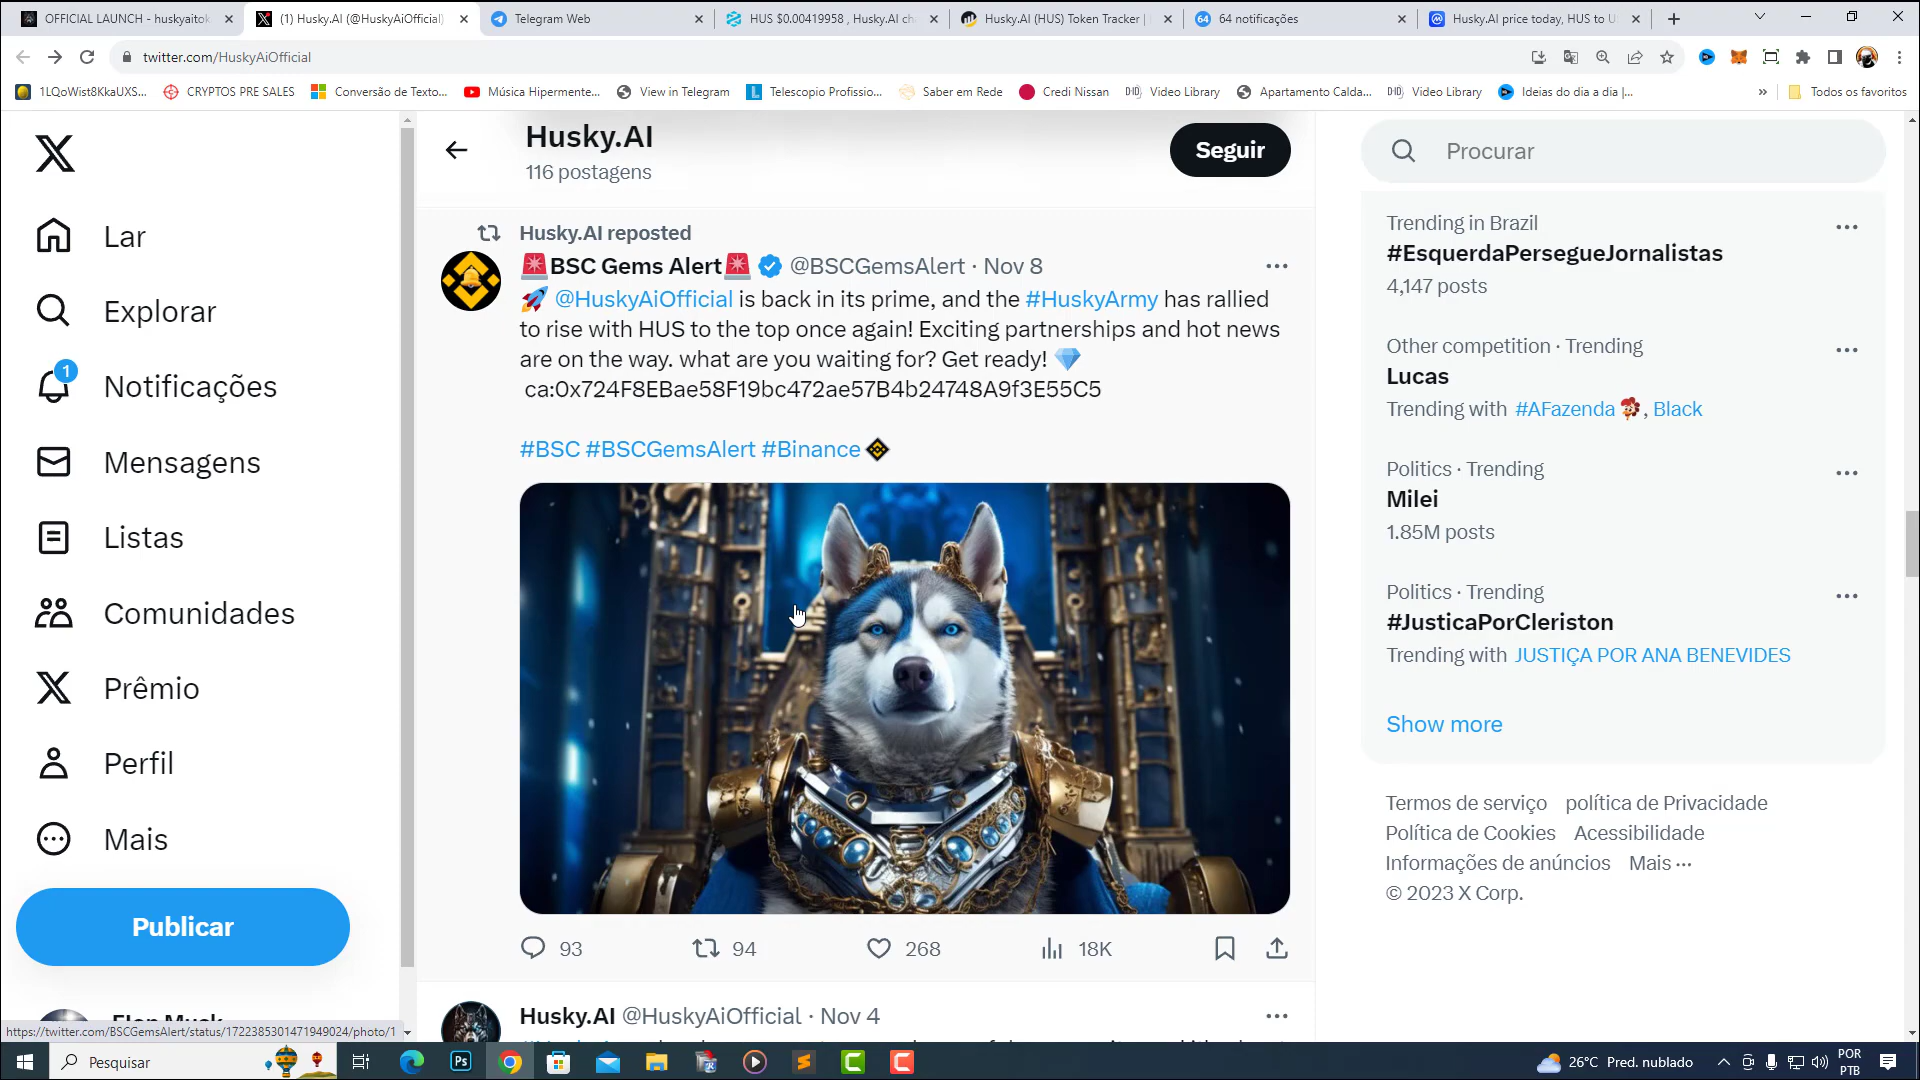 OFFICIAL LAUNCH - huskyaitok
(1) Husky.AI (@HuskyAiOfficial)
Telegram Web
HUS $0.00419958 , Husky.AI ch
Husky.AI (HUS) Token Tracker |
64 notificações
Husky.AI price today, HUS to U
twitter.com/HuskyAiOfficial
1LQoWist8KkaUXS...
CRYPTOS PRE SALES
Conversão de Texto...
Música Hipermente...
View in Telegram
Telescopio Profissio...
Saber em Rede
Credi Nissan
Video Library
Apartamento Calda...
Video Library
Ideias do dia a dia |...
»
Todos os favoritos
Lar
Explorar
1
Notificações
Mensagens
Listas
Comunidades
Prêmio
Perfil
Mais
Publicar
Elon Musk
https://twitter.com/BSCGemsAlert/status/1722385301471949024/photo/1
Husky.AI
116 postagens
Seguir
Husky.AI reposted
🚨BSC Gems Alert🚨 @BSCGemsAlert · Nov 8
🚀 @HuskyAiOfficial is back in its prime, and the #HuskyArmy has rallied
to rise with HUS to the top once again! Exciting partnerships and hot news
are on the way. what are you waiting for? Get ready! 💎
ca:0x724F8EBae58F19bc472ae57B4b24748A9f3E55C5
#BSC #BSCGemsAlert #Binance
93
94
268
18K
Husky.AI @HuskyAiOfficial · Nov 4
Procurar
Trending in Brazil
#EsquerdaPersegueJornalistas
4,147 posts
Other competition · Trending
Lucas
Trending with #AFazenda 🐔, Black
Politics · Trending
Milei
1.85M posts
Politics · Trending
#JusticaPorCleriston
Trending with JUSTIÇA POR ANA BENEVIDES
Show more
Termos de serviço política de Privacidade
Política de Cookies Acessibilidade
Informações de anúncios Mais ···
© 2023 X Corp.
Pesquisar
26°C Pred. nublado
POR
PTB